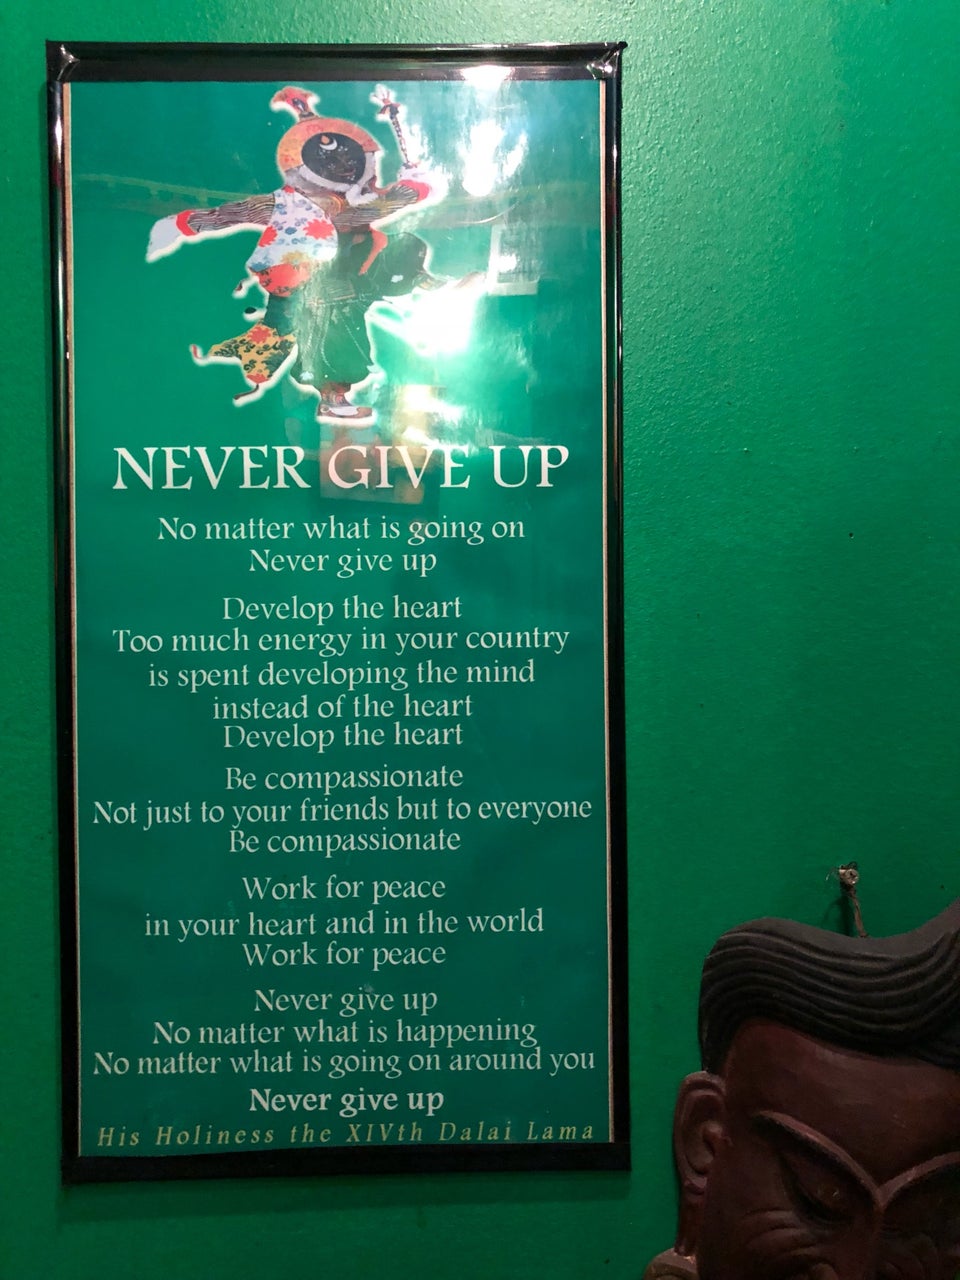 NEVER GIVE UP
No matter what is going on
Never give up
Develop the heart
Too much energy in your country
is spent developing the mind
instead of the heart
Develop the heart
Be compassionate
Not just to your friends but to everyone
Be compassionate
Work for peace
in your heart and in the world
Work for peace
Never give up
No matter what is happening
No matter what is going on around you
Never give up
His Holiness the XIVth Dalai Lama